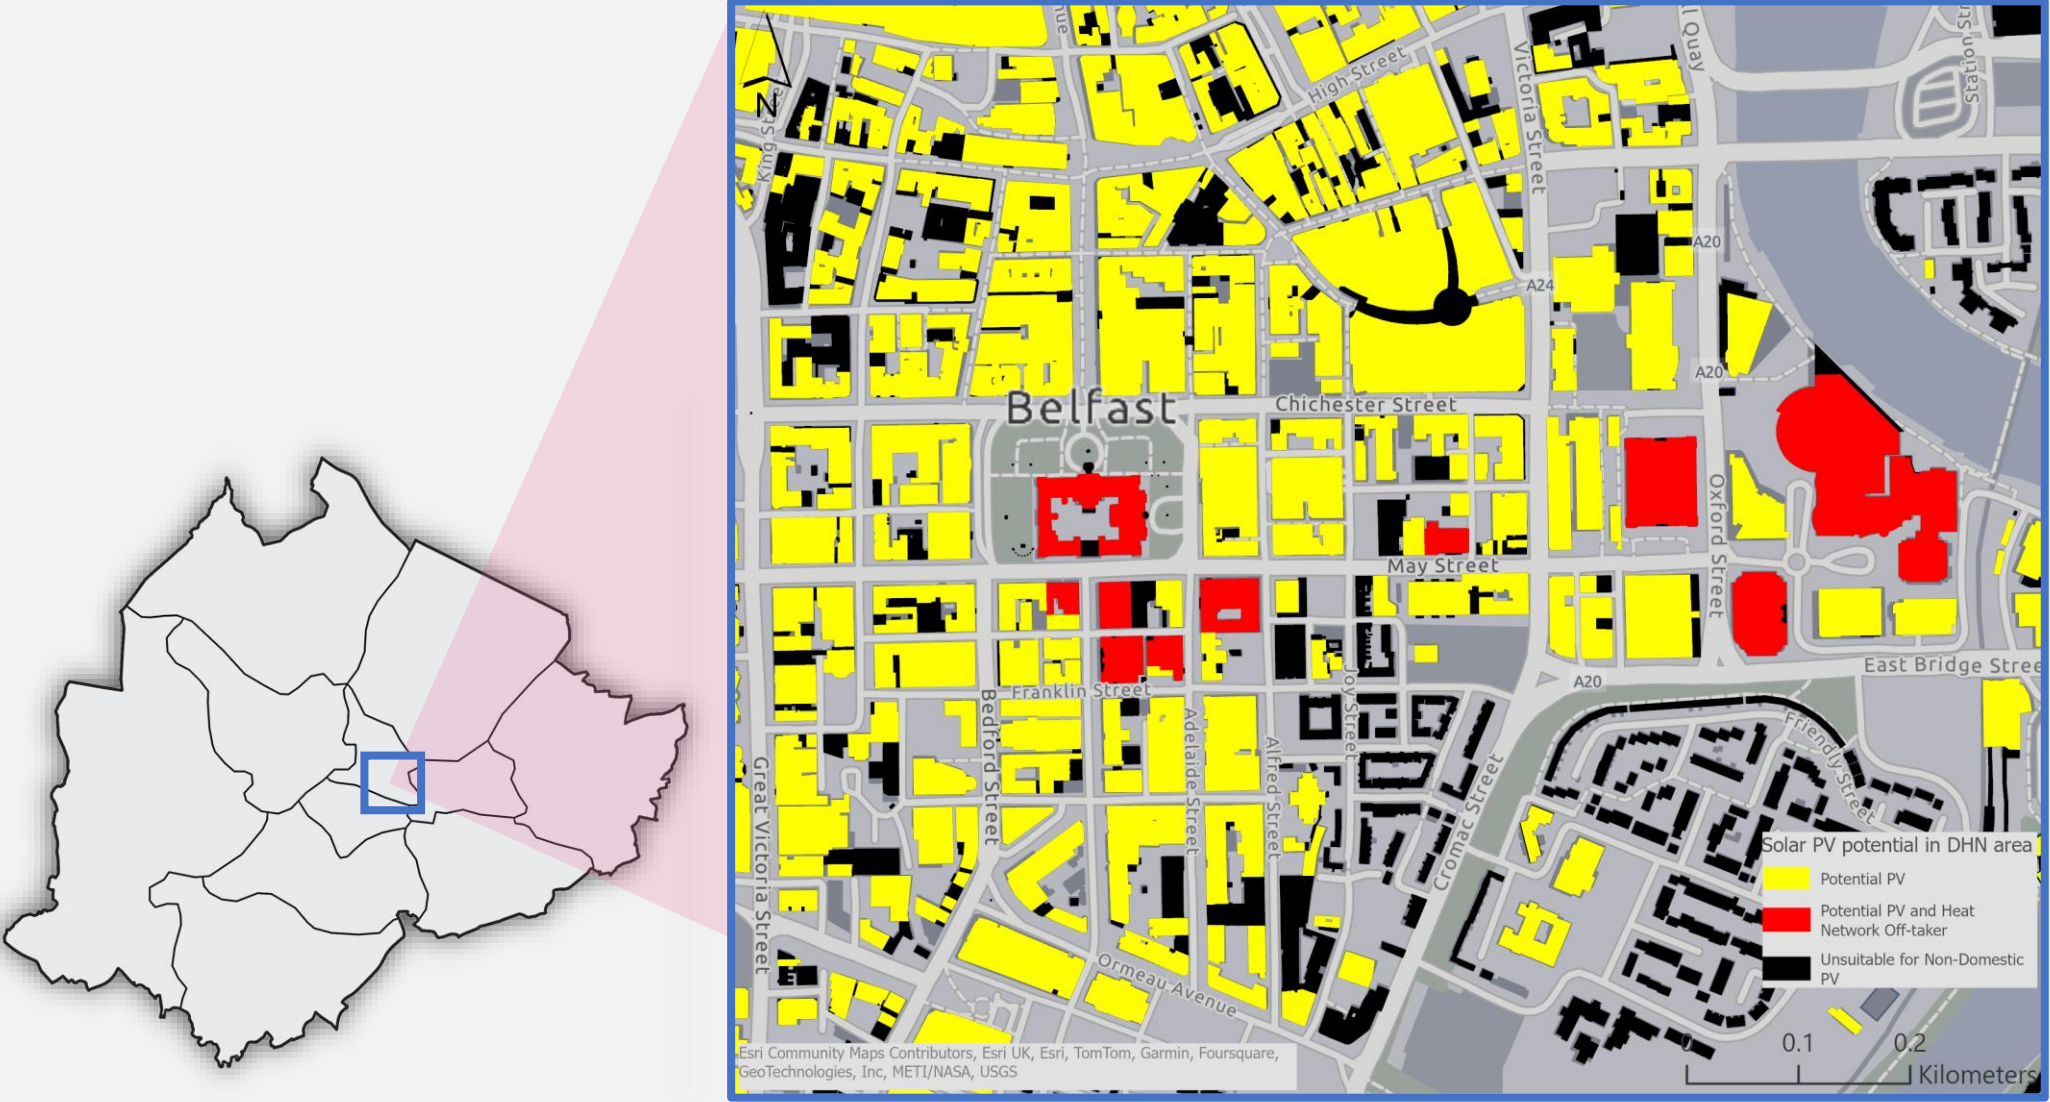 nue
l Quay
Station St
N
King Stree
High Street
Victoria Street
A20
A24
A20
Belfast
Chichester Street
Oxford Street
May Street
East Bridge Stree
A20
Franklin Street
Bedford Street
Joy Street
Adelaide Street
Alfred Street
Great Victoria Street
Cromac Street
Friendly Street
Ormeau Avenue
Solar PV potential in DHN area
Potential PV
Potential PV and Heat
Network Off-taker
Unsuitable for Non-Domestic
PV
0 0.1 0.2
Kilometers
Esri Community Maps Contributors, Esri UK, Esri, TomTom, Garmin, Foursquare,
GeoTechnologies, Inc, METI/NASA, USGS